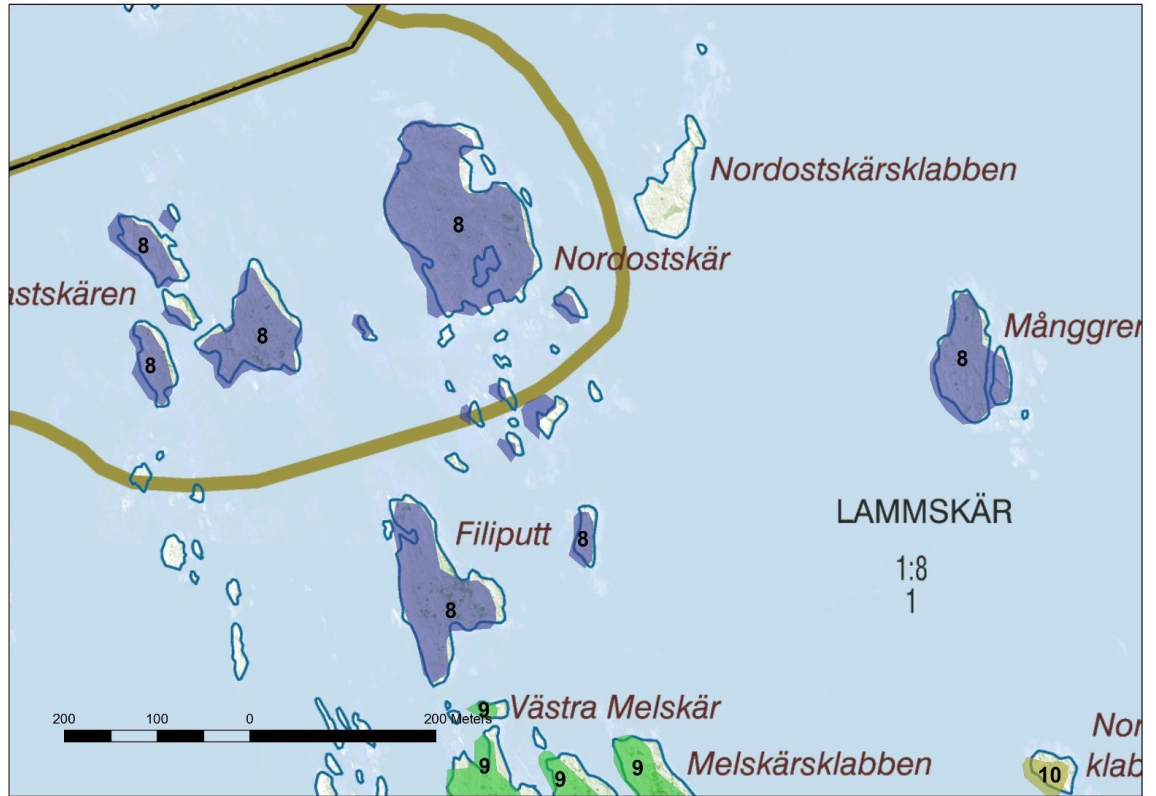 Nordostskärsklabben
8
8
Nordostskär
astskären
8
Månggren
8
8
LAMMSKÄR
Filiputt
8
1:8
1
8
9
Västra Melskär
200 100 0 200 Meters
Nor
9
9
9
Melskärsklabben
klab
10